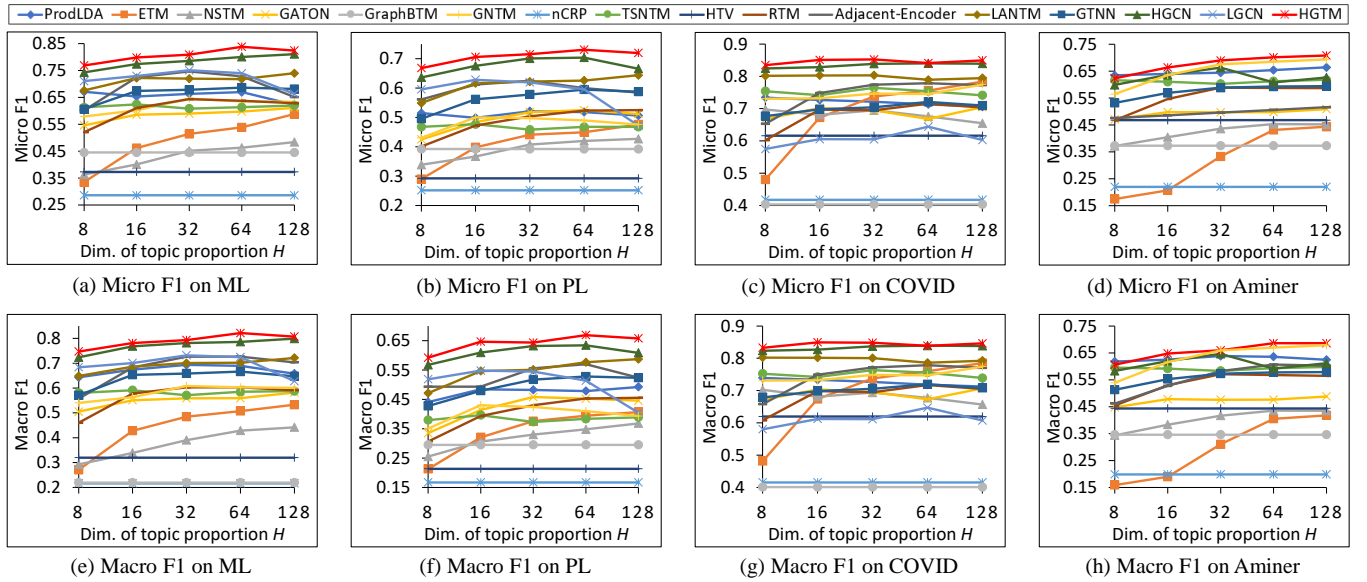 ProdLDA ETM NSTM GATON GraphBTM GNTM nCRP TSNTM HTV RTM Adjacent-Encoder LANTM GTNN HGCN LGCN HGTM
Micro F1
0.85
0.75
0.65
0.55
0.45
0.35
0.25
8 16 32 64 128
Dim. of topic proportion H
(a) Micro F1 on ML
Micro F1
0.7
0.6
0.5
0.4
0.3
0.2
8 16 32 64 128
Dim. of topic proportion H
(b) Micro F1 on PL
Micro F1
0.9
0.8
0.7
0.6
0.5
0.4
8 16 32 64 128
Dim. of topic proportion H
(c) Micro F1 on COVID
Micro F1
0.75
0.65
0.55
0.45
0.35
0.25
0.15
8 16 32 64 128
Dim. of topic proportion H
(d) Micro F1 on Aminer
Macro F1
0.8
0.7
0.6
0.5
0.4
0.3
0.2
8 16 32 64 128
Dim. of topic proportion H
(e) Macro F1 on ML
Macro F1
0.65
0.55
0.45
0.35
0.25
0.15
8 16 32 64 128
Dim. of topic proportion H
(f) Macro F1 on PL
Macro F1
0.9
0.8
0.7
0.6
0.5
0.4
8 16 32 64 128
Dim. of topic proportion H
(g) Macro F1 on COVID
Macro F1
0.75
0.65
0.55
0.45
0.35
0.25
0.15
8 16 32 64 128
Dim. of topic proportion H
(h) Macro F1 on Aminer